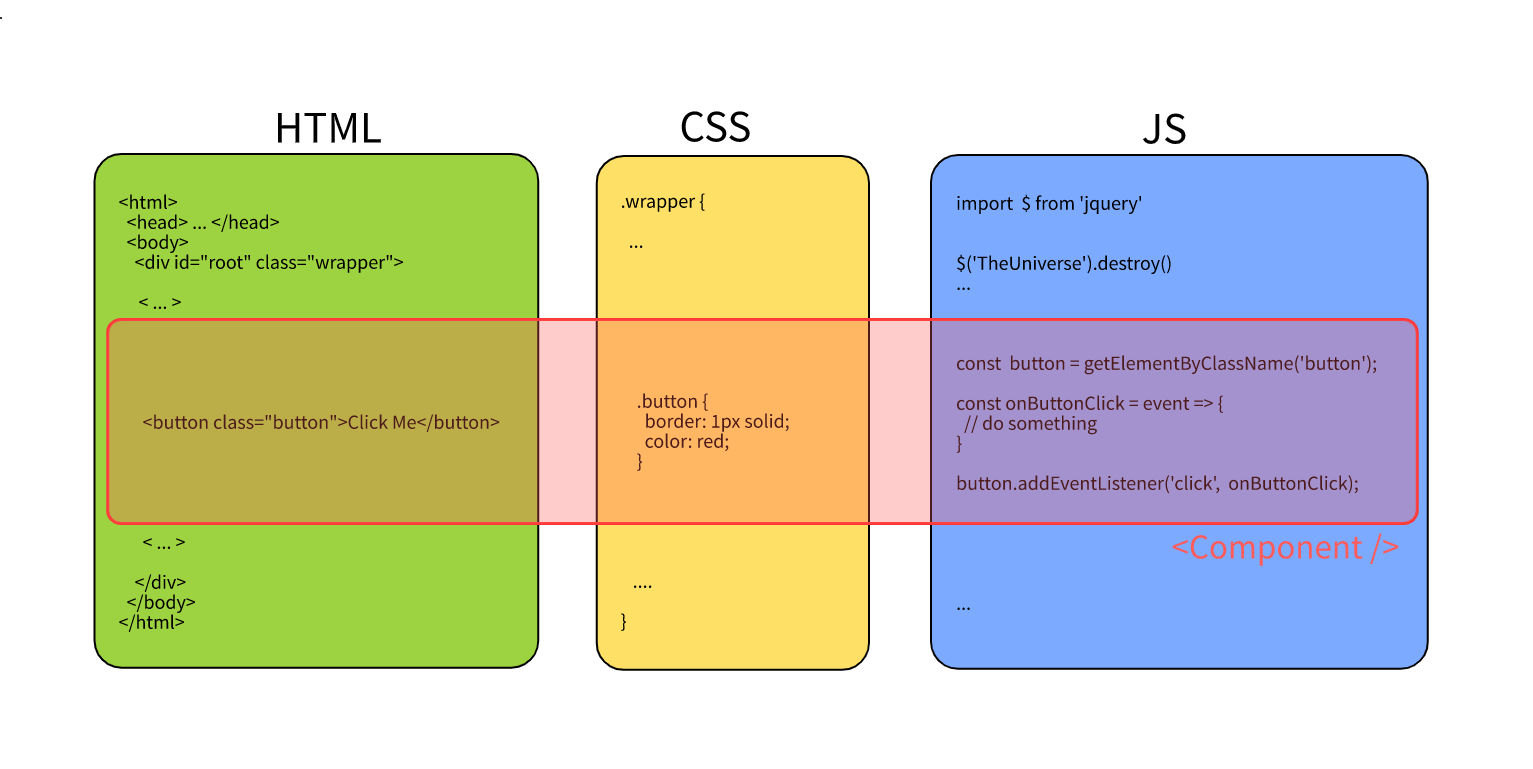 HTML
<html>
<head> ... </head>
<body>
<div id="root" class="wrapper">
< ... >
<button class="button">Click Me</button>
< ... >
</div>
</body>
</html>
CSS
.wrapper {
...
.button {
border: 1px solid;
color: red;
}
....
}
JS
import $ from 'jquery'
$('TheUniverse').destroy()
...
const button = getElementByClassName('button');
const onButtonClick = event => {
// do something
}
button.addEventListener('click', onButtonClick);
<Component />
...